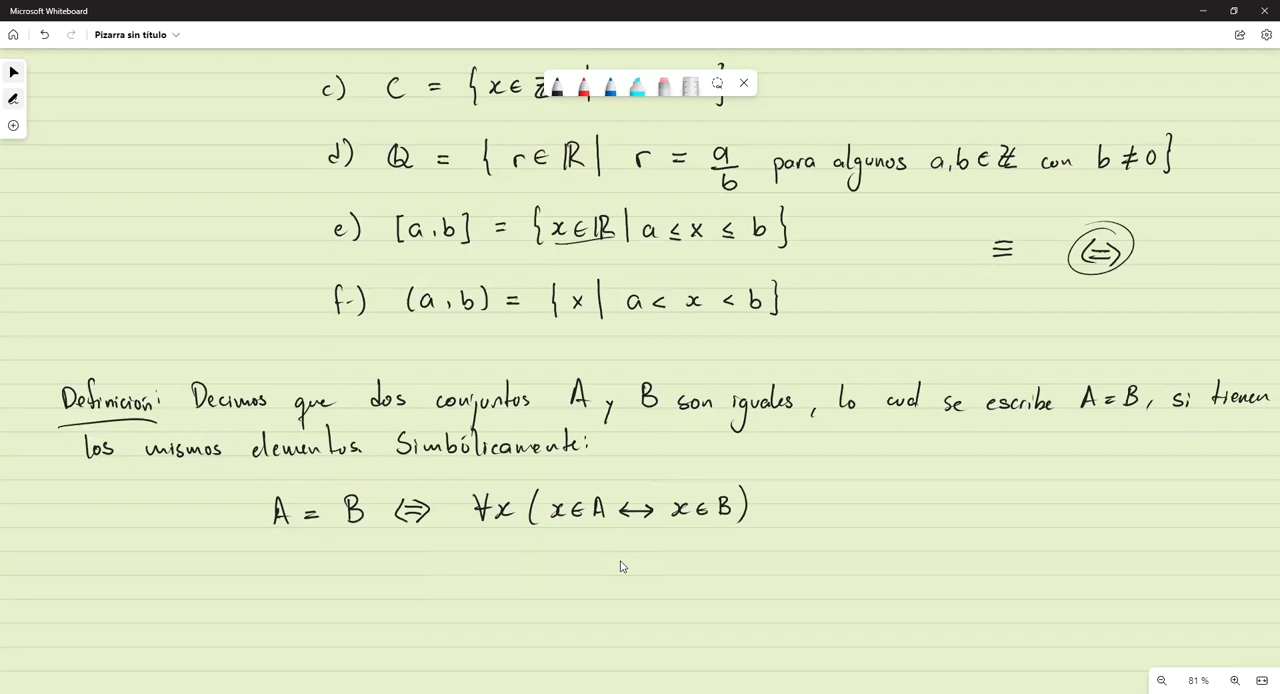 Microsoft Whiteboard
Pizarra sin título
c) C = { x ∈ ℤ | }
d) ℚ = { r ∈ ℝ | r = a/b para algunos a, b ∈ ℤ con b ≠ 0 }
e) [a, b] = { x ∈ ℝ | a ≤ x ≤ b }
≡ ⇔
f-) (a, b) = { x | a < x < b }
Definición: Decimos que dos conjuntos A y B son iguales, lo cual se escribe A = B, si tienen
los mismos elementos. Simbólicamente:
A = B ⇔ ∀x ( x ∈ A ↔ x ∈ B )
81 %